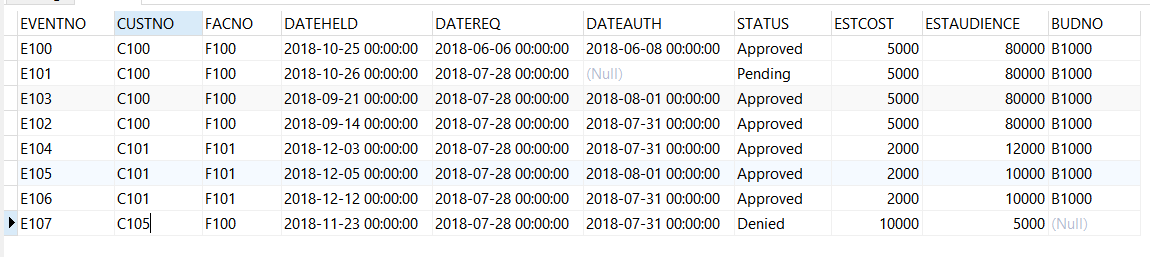 EVENTNO CUSTNO FACNO DATEHELD DATEREQ DATEAUTH STATUS ESTCOST ESTAUDIENCE BUDNO
E100 C100 F100 2018-10-25 00:00:00 2018-06-06 00:00:00 2018-06-08 00:00:00 Approved 5000 80000 B1000
E101 C100 F100 2018-10-26 00:00:00 2018-07-28 00:00:00 (Null) Pending 5000 80000 B1000
E103 C100 F100 2018-09-21 00:00:00 2018-07-28 00:00:00 2018-08-01 00:00:00 Approved 5000 80000 B1000
E102 C100 F100 2018-09-14 00:00:00 2018-07-28 00:00:00 2018-07-31 00:00:00 Approved 5000 80000 B1000
E104 C101 F101 2018-12-03 00:00:00 2018-07-28 00:00:00 2018-07-31 00:00:00 Approved 2000 12000 B1000
E105 C101 F101 2018-12-05 00:00:00 2018-07-28 00:00:00 2018-08-01 00:00:00 Approved 2000 10000 B1000
E106 C101 F101 2018-12-12 00:00:00 2018-07-28 00:00:00 2018-07-31 00:00:00 Approved 2000 10000 B1000
E107 C105 F100 2018-11-23 00:00:00 2018-07-28 00:00:00 2018-07-31 00:00:00 Denied 10000 5000 (Null)